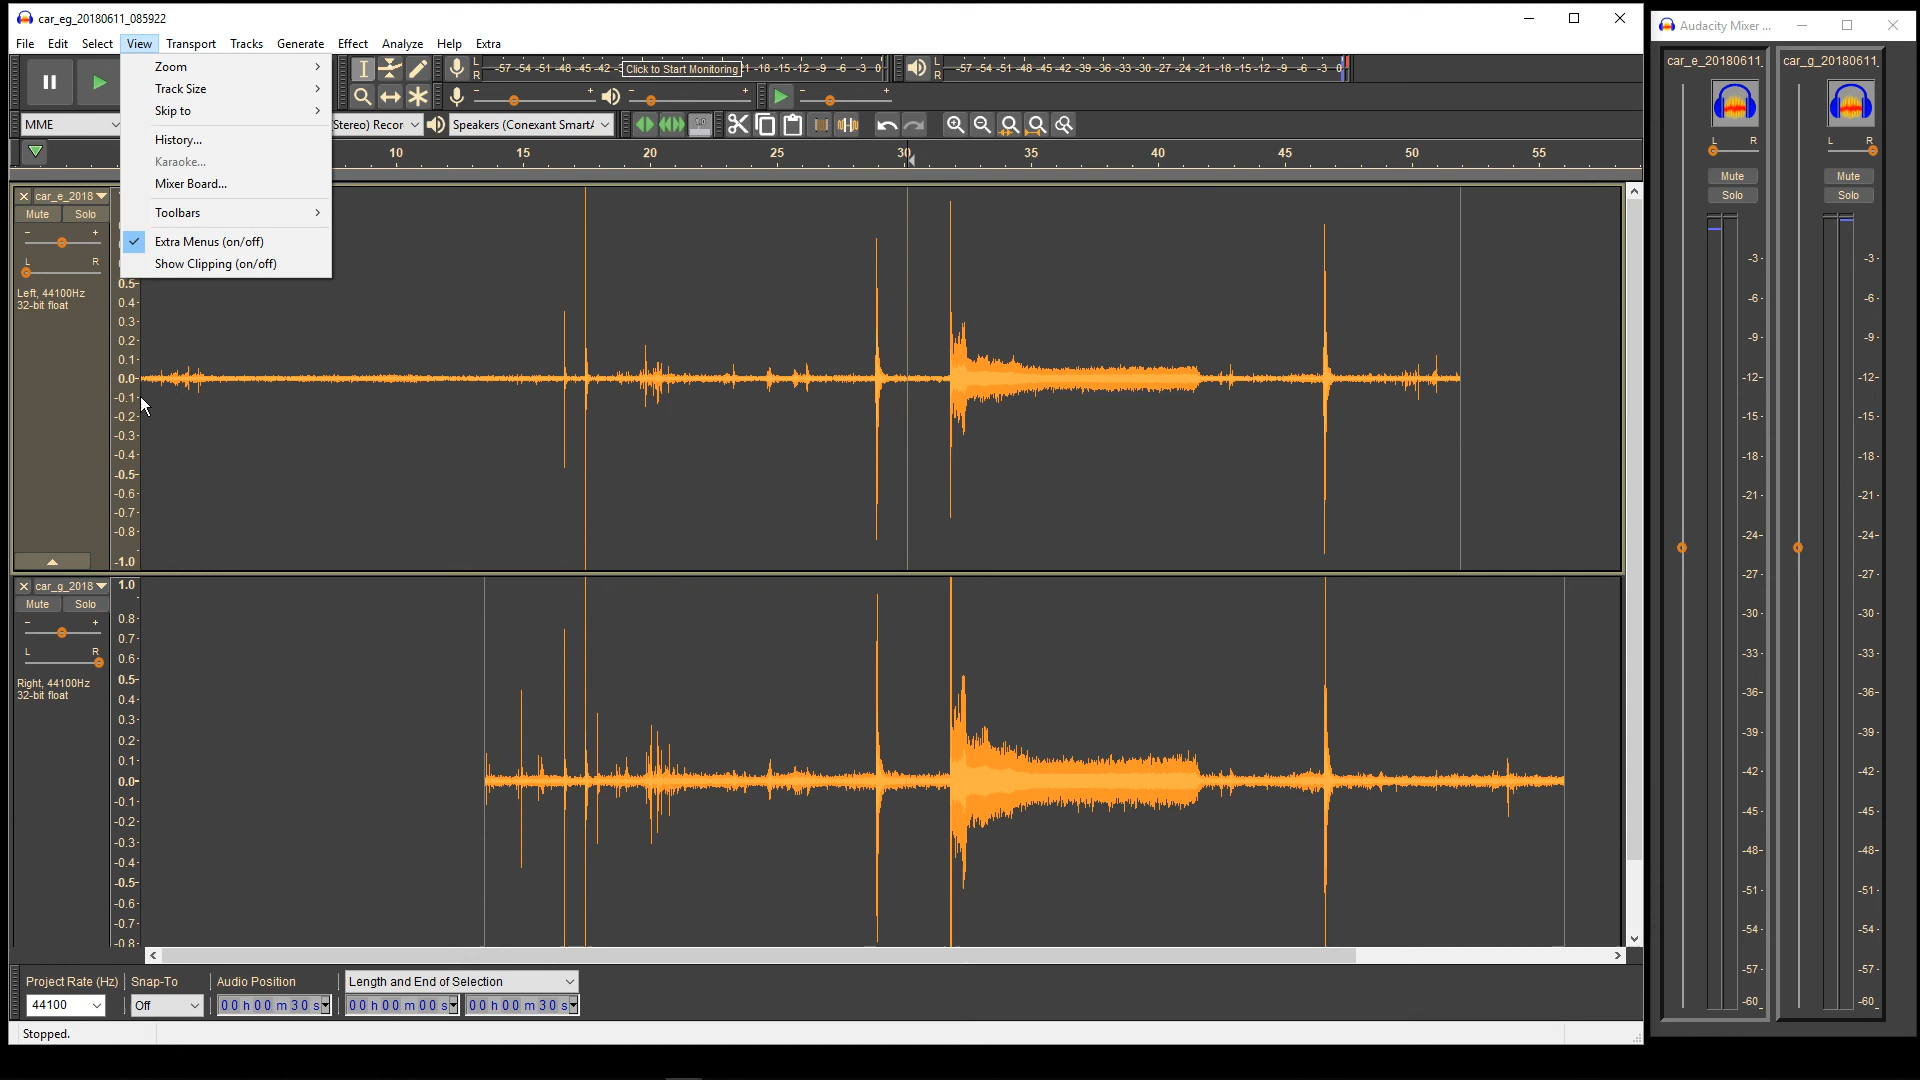 car_eg_20180611_085922
File Edit Select View Transport Tracks Generate Effect Analyze Help Extra
Zoom
Track Size
Skip to
History...
Karaoke...
Mixer Board...
Toolbars
Extra Menus (on/off)
Show Clipping (on/off)
L
R
-57 -54 -51 -48 -45 -42 Click to Start Monitoring 1 -18 -15 -12 -9 -6 -3 0
L
R
-57 -54 -51 -48 -45 -42 -39 -36 -33 -30 -27 -24 -21 -18 -15 -12 -9 -6 -3 0
- +
- +
- +
MME
Stereo) Recor
Speakers (Conexant SmartA
10 15 20 25 30 35 40 45 50 55
car_e_2018
Mute Solo
- +
L R
Left, 44100Hz
32-bit float
0.5
0.4
0.3
0.2
0.1
0.0
-0.1
-0.2
-0.3
-0.4
-0.5
-0.6
-0.7
-0.8
-1.0
car_g_2018
Mute Solo
- +
L R
Right, 44100Hz
32-bit float
1.0
0.8
0.7
0.6
0.5
0.4
0.3
0.2
0.1
0.0
-0.1
-0.2
-0.3
-0.4
-0.5
-0.6
-0.7
-0.8
Project Rate (Hz) Snap-To Audio Position Length and End of Selection
44100 Off 00 h 00 m 30 s 00 h 00 m 00 s 00 h 00 m 30 s
Stopped.
Audacity Mixer ...
car_e_20180611 car_g_20180611
L R L R
Mute Mute
Solo Solo
-3 -3
-6 -6
-9 -9
-12 -12
-15 -15
-18 -18
-21 -21
-24 -24
-27 -27
-30 -30
-33 -33
-36 -36
-39 -39
-42 -42
-45 -45
-48 -48
-51 -51
-54 -54
-57 -57
-60 -60